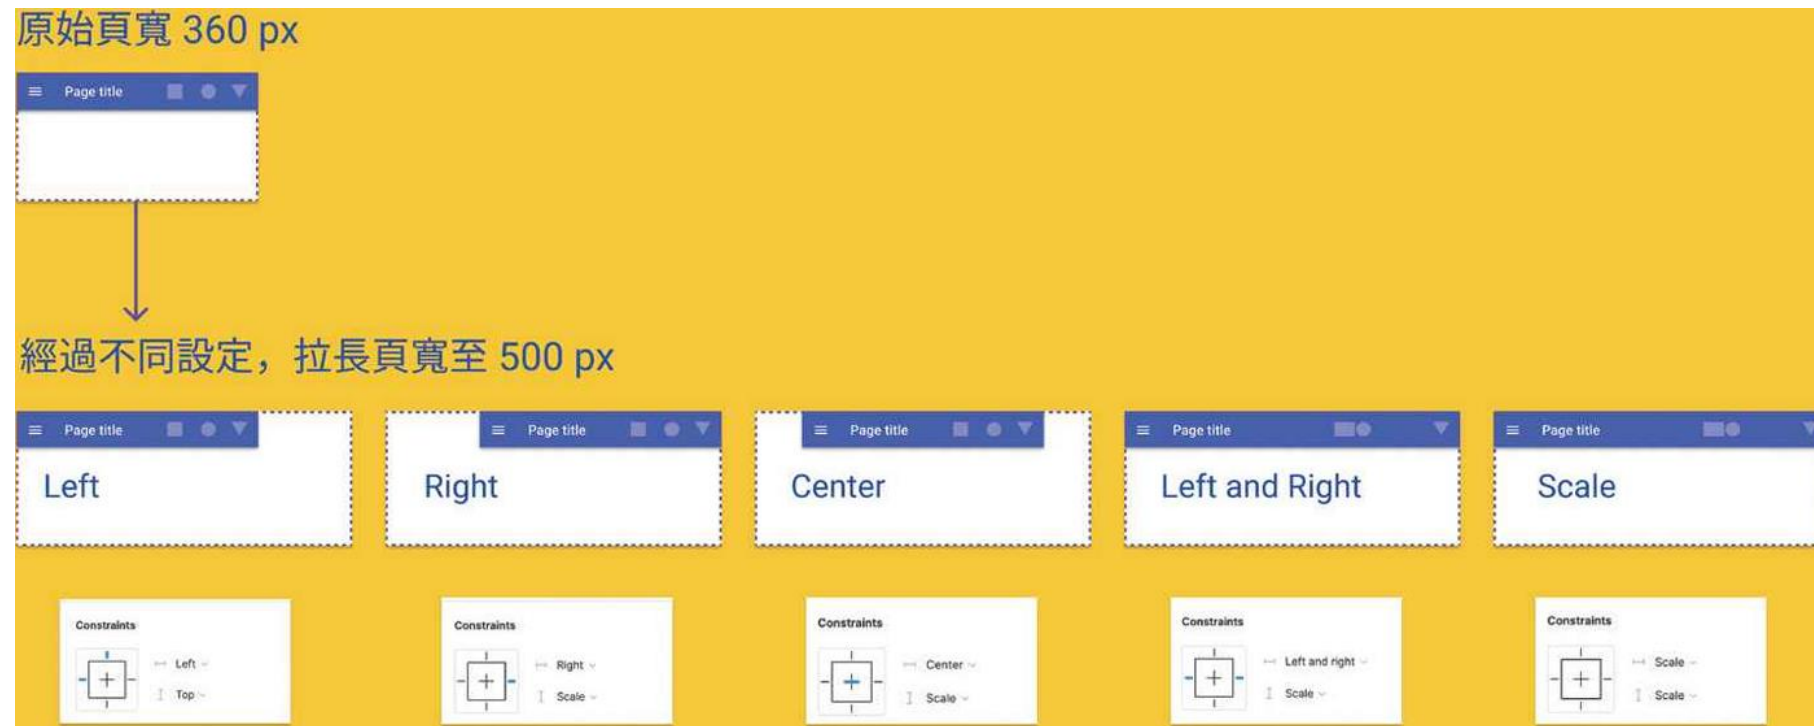 原始頁寬 360 px
Page title
經過不同設定，拉長頁寬至 500 px
Page title
Page title
Page title
Page title
Page title
Left
Right
Center
Left and Right
Scale
Constraints
Left
Top
Constraints
Right
Scale
Constraints
Center
Scale
Constraints
Left and right
Scale
Constraints
Scale
Scale